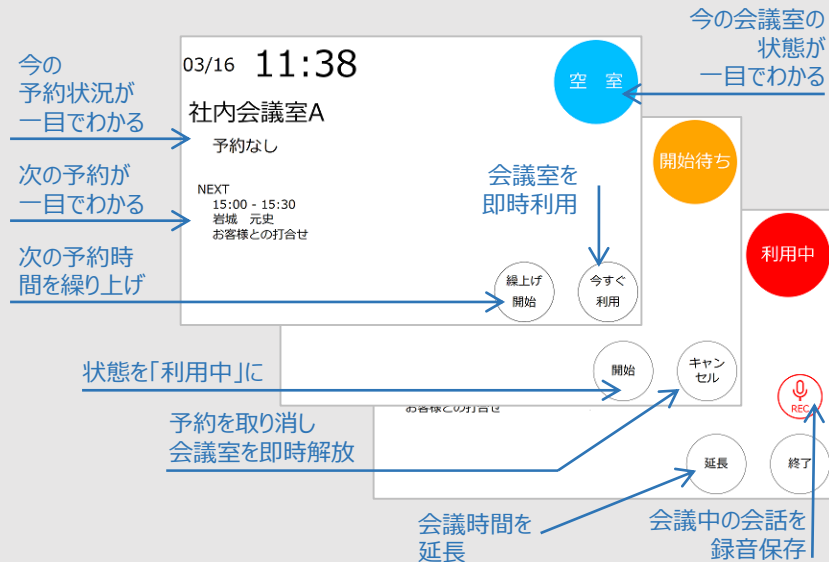 今の会議室の
状態が
一目でわかる
今の
予約状況が
一目でわかる
03/16 11:38
空 室
社内会議室A
予約なし
次の予約が
一目でわかる
NEXT
15:00 - 15:30
岩城 元史
お客様との打合せ
会議室を
即時利用
開始待ち
次の予約時
間を繰り上げ
繰上げ
開始
今すぐ
利用
利用中
状態を「利用中」に
開始
キャン
セル
REC
お客様との打合せ
予約を取り消し
会議室を即時解放
延長
終了
会議時間を
延長
会議中の会話を
録音保存